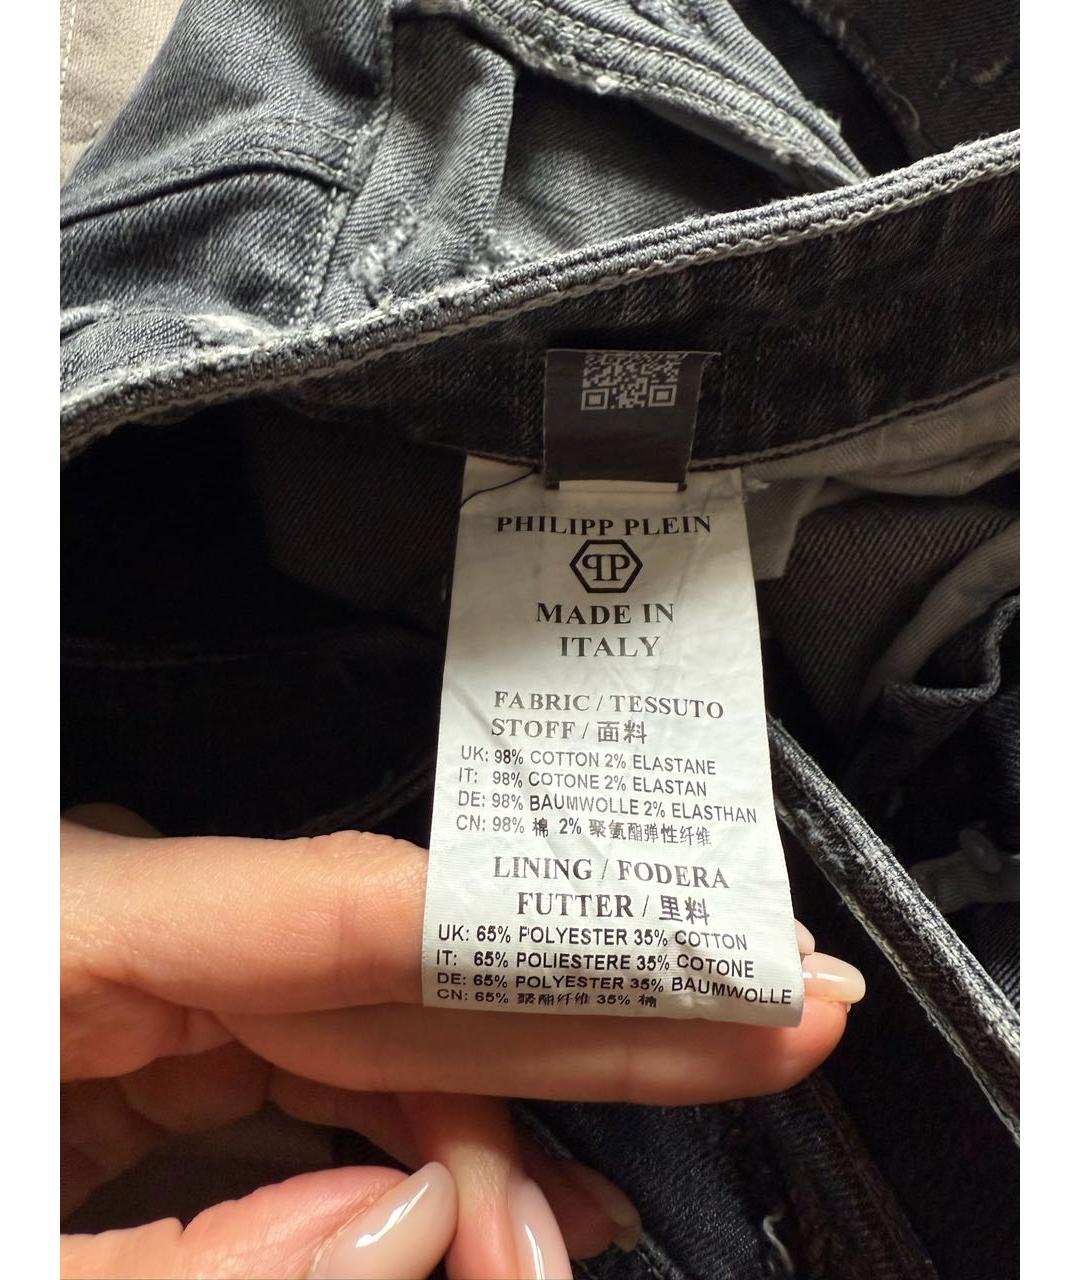 PHILIPP PLEIN
MADE IN
ITALY
FABRIC / TESSUTO
STOFF / 面料
UK: 98% COTTON 2% ELASTANE
IT: 98% COTONE 2% ELASTAN
DE: 98% BAUMWOLLE 2% ELASTHAN
CN: 98% 棉 2% 聚氨酯弹性纤维
LINING / FODERA
FUTTER / 里料
UK: 65% POLYESTER 35% COTTON
IT: 65% POLIESTERE 35% COTONE
DE: 65% POLYESTER 35% BAUMWOLLE
CN: 65% 聚酯纤维 35% 棉